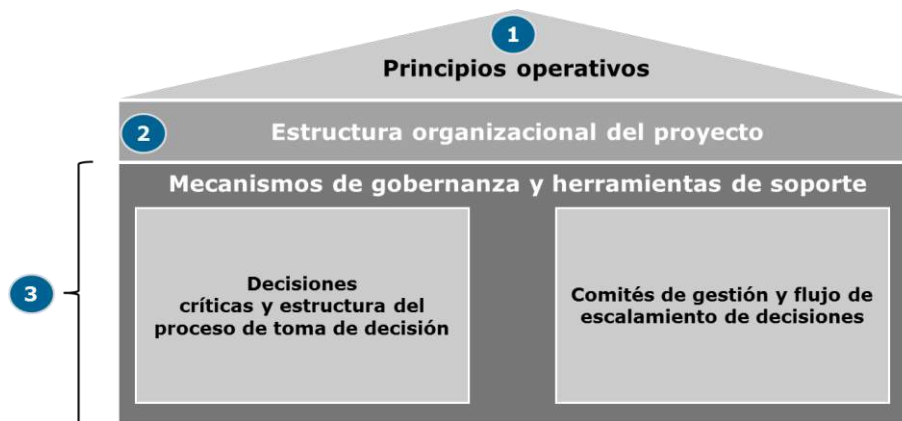 1
Principios operativos
2
Estructura organizacional del proyecto
Mecanismos de gobernanza y herramientas de soporte
3
Decisiones
críticas y estructura del
proceso de toma de decisión
Comités de gestión y flujo de
escalamiento de decisiones